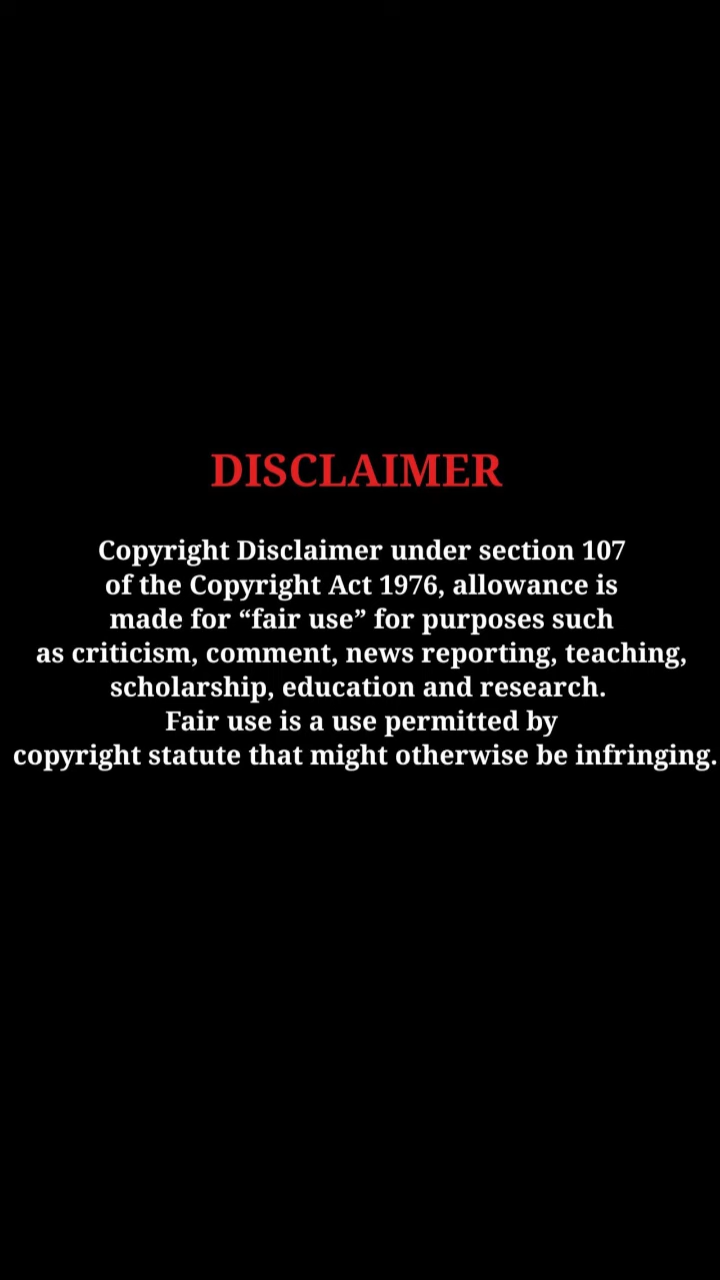 DISCLAIMER
Copyright Disclaimer under section 107
of the Copyright Act 1976, allowance is
made for “fair use” for purposes such
as criticism, comment, news reporting, teaching,
scholarship, education and research.
Fair use is a use permitted by
copyright statute that might otherwise be infringing.